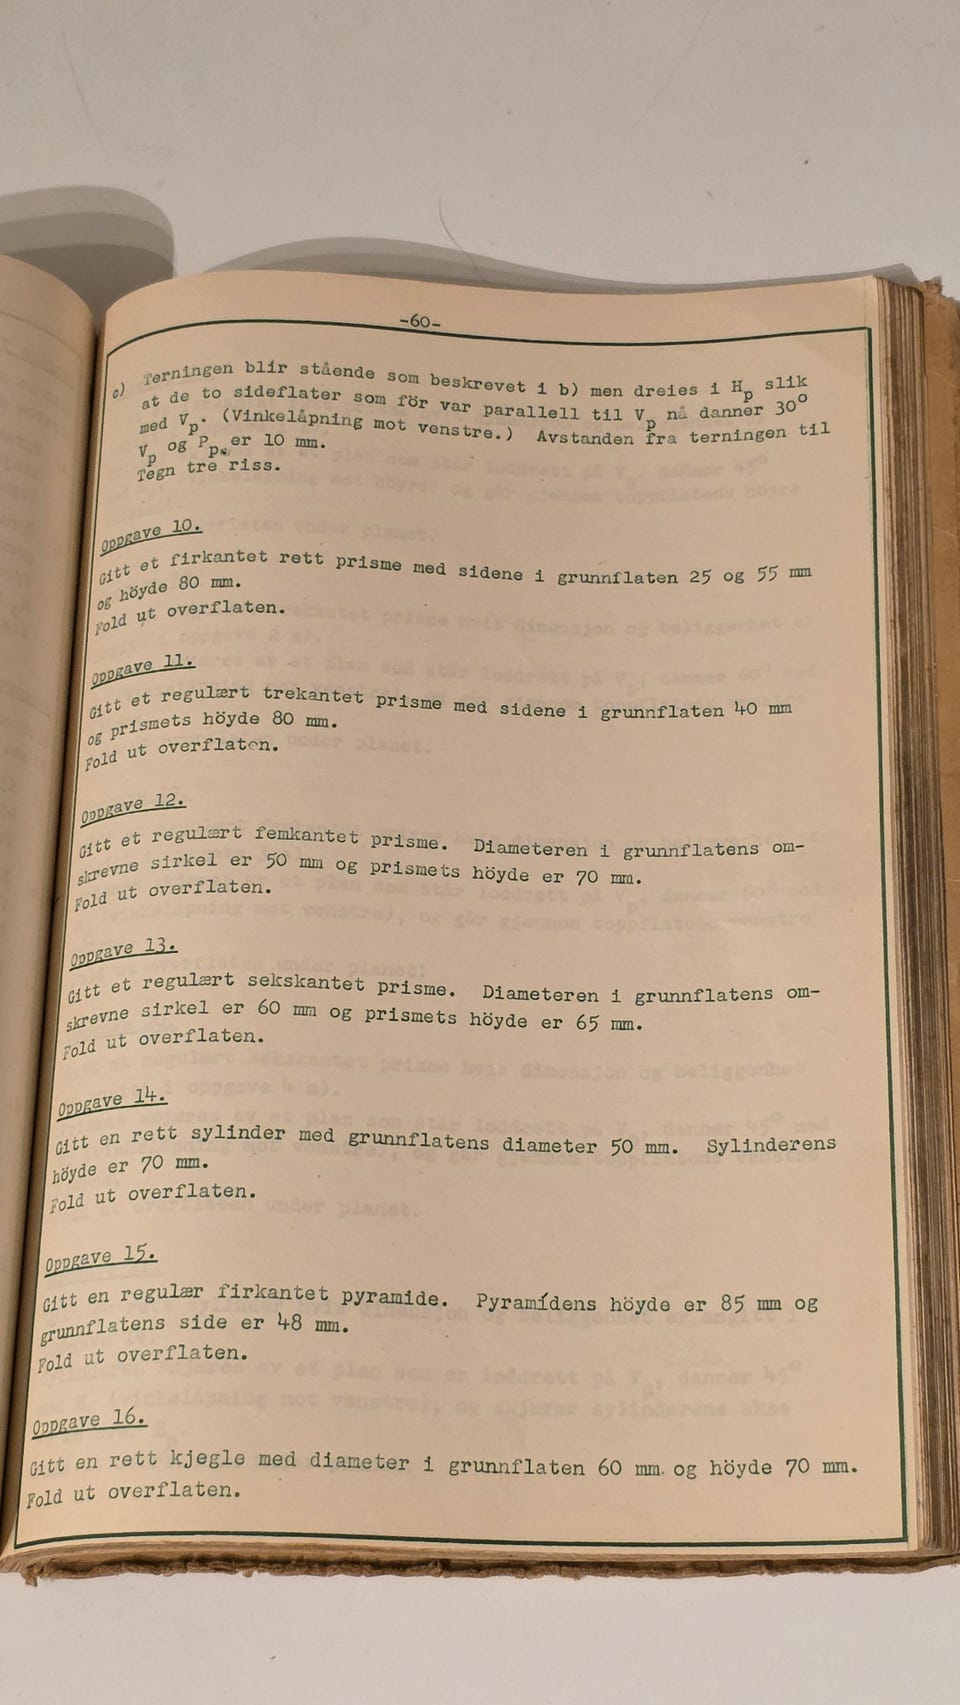 -60-
c) Terningen blir stående som beskrevet i b) men dreies i Hp slik
at de to sideflater som för var parallell til Vp nå danner 30°
med Vp. (Vinkelåpning mot venstre.) Avstanden fra terningen til
Vp og Pp er 10 mm.
Tegn tre riss.
Oppgave 10.
Gitt et firkantet rett prisme med sidene i grunnflaten 25 og 55 mm
og höyde 80 mm.
Fold ut overflaten.
Oppgave 11.
Gitt et regulært trekantet prisme med sidene i grunnflaten 40 mm
og prismets höyde 80 mm.
Fold ut overflaten.
Oppgave 12.
Gitt et regulært femkantet prisme. Diameteren i grunnflatens om-
skrevne sirkel er 50 mm og prismets höyde er 70 mm.
Fold ut overflaten.
Oppgave 13.
Gitt et regulært sekskantet prisme. Diameteren i grunnflatens om-
skrevne sirkel er 60 mm og prismets höyde er 65 mm.
Fold ut overflaten.
Oppgave 14.
Gitt en rett sylinder med grunnflatens diameter 50 mm. Sylinderens
höyde er 70 mm.
Fold ut overflaten.
Oppgave 15.
Gitt en regulær firkantet pyramide. Pyramídens höyde er 85 mm og
grunnflatens side er 48 mm.
Fold ut overflaten.
Oppgave 16.
Gitt en rett kjegle med diameter i grunnflaten 60 mm og höyde 70 mm.
Fold ut overflaten.